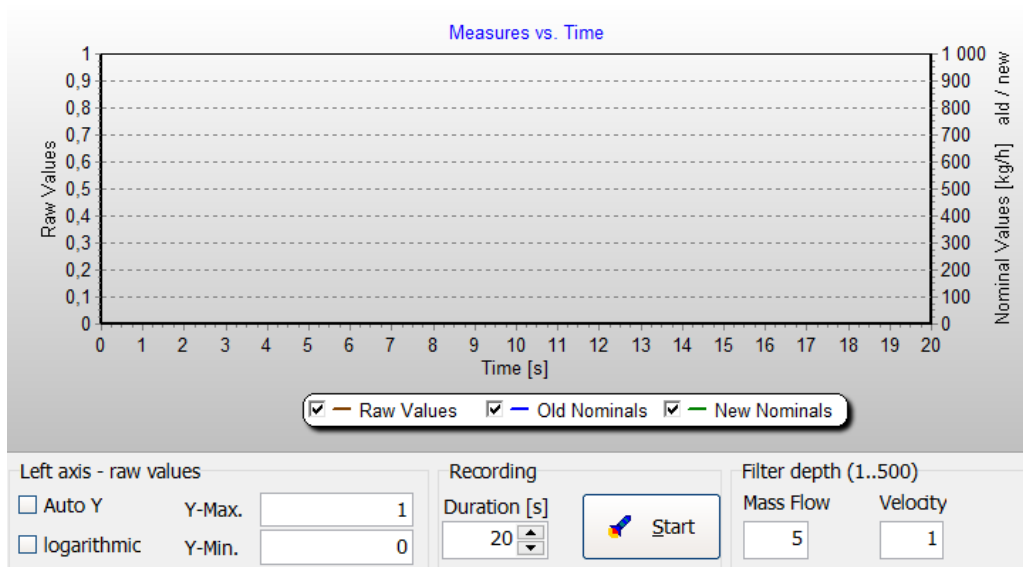 Measures vs. Time
1
0,9
0,8
0,7
0,6
0,5
0,4
0,3
0,2
0,1
0
Raw Values
1 000
900
800
700
600
500
400
300
200
100
0
Nominal Values [kg/h] ald / new
0 1 2 3 4 5 6 7 8 9 10 11 12 13 14 15 16 17 18 19 20
Time [s]
Raw Values Old Nominals New Nominals
Left axis - raw values
Auto Y Y-Max. 1
logarithmic Y-Min. 0
Recording
Duration [s]
20
Start
Filter depth (1..500)
Mass Flow Velocity
5 1